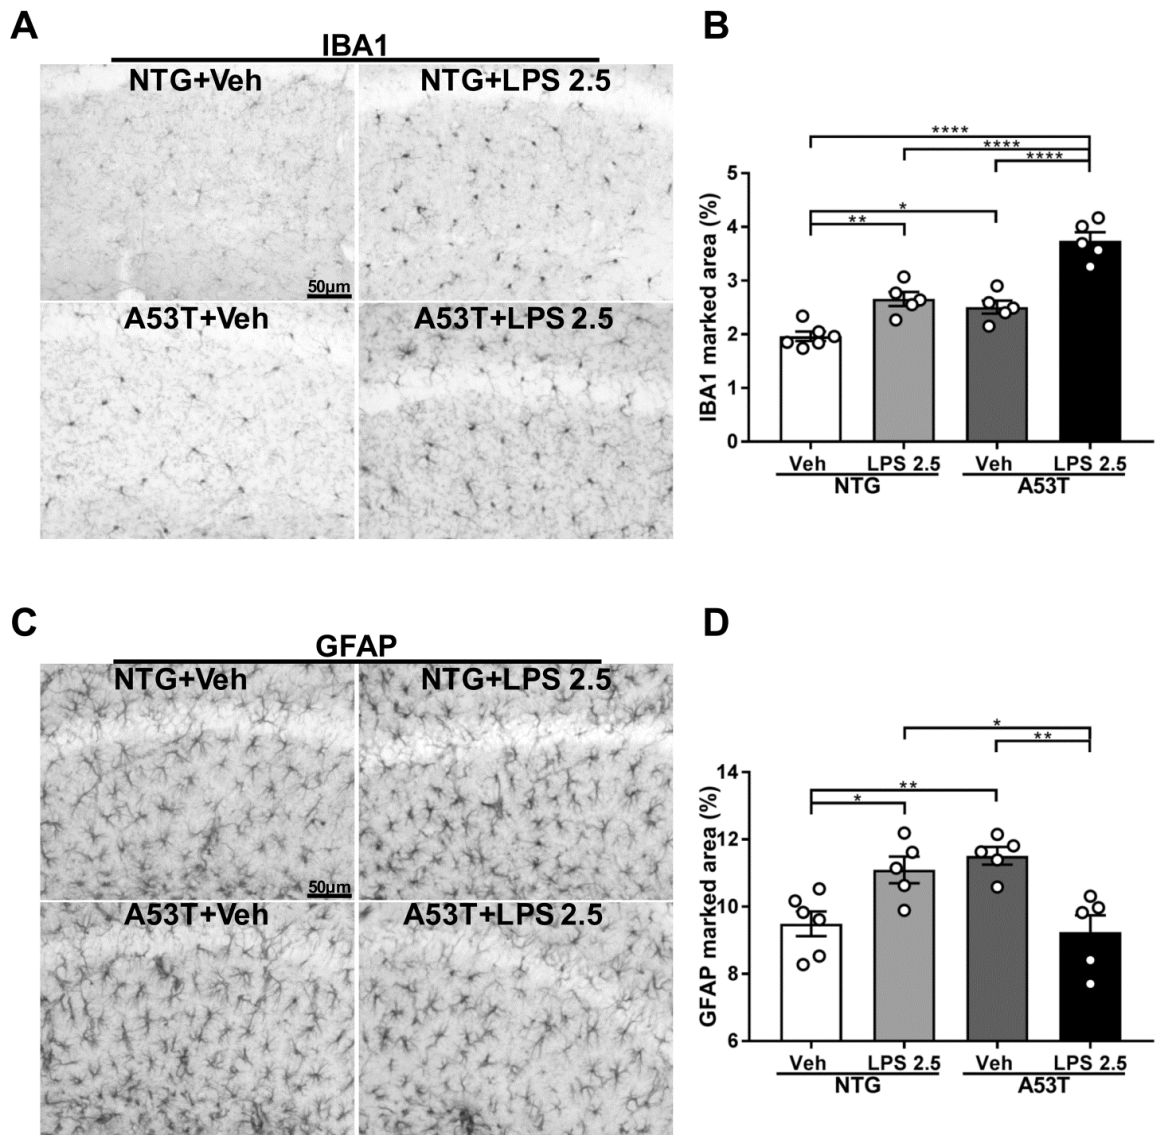 A
IBA1
NTG+Veh
NTG+LPS 2.5
50µm
A53T+Veh
A53T+LPS 2.5
B
****
****
****
*
**
IBA1 marked area (%)
5
4
3
2
1
0
Veh
LPS 2.5
Veh
LPS 2.5
NTG
A53T
C
GFAP
NTG+Veh
NTG+LPS 2.5
50µm
A53T+Veh
A53T+LPS 2.5
D
*
**
**
*
GFAP marked area (%)
14
12
10
8
6
Veh
LPS 2.5
Veh
LPS 2.5
NTG
A53T